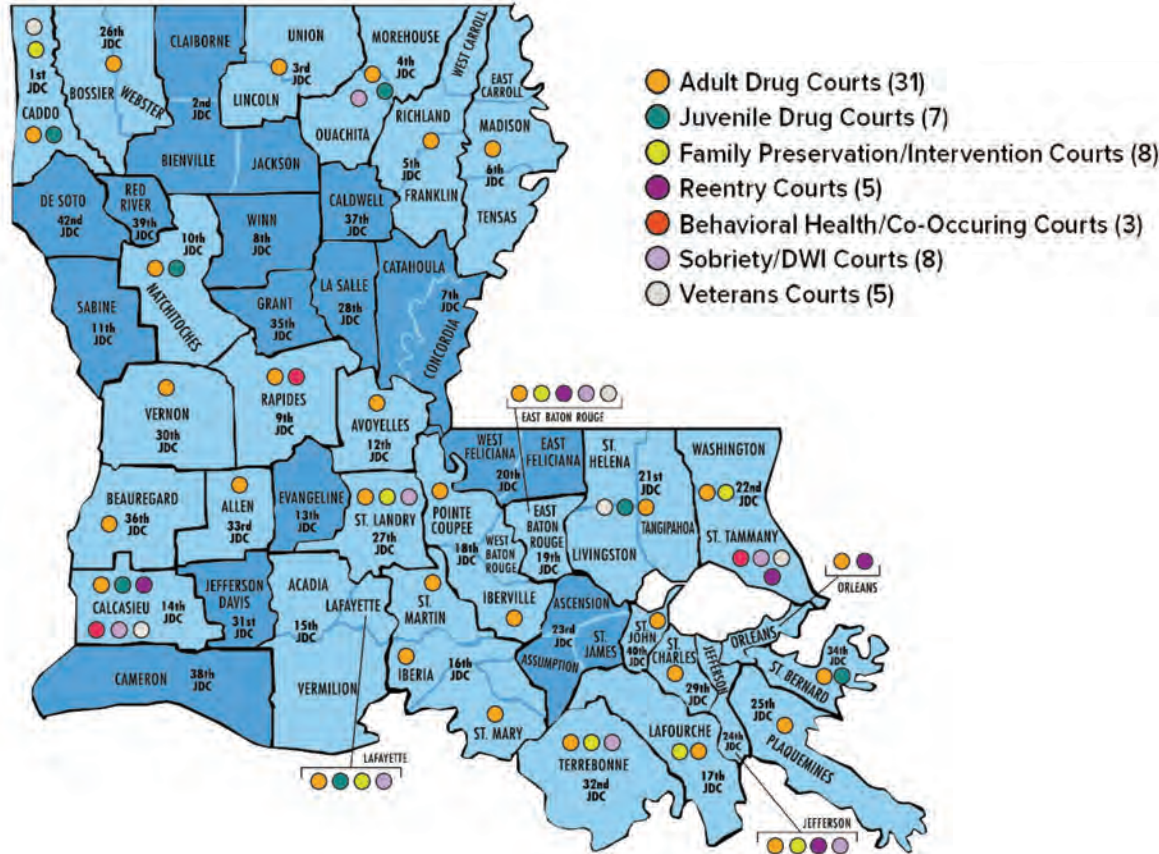 Adult Drug Courts (31)
Juvenile Drug Courts (7)
Family Preservation/Intervention Courts (8)
Reentry Courts (5)
Behavioral Health/Co-Occuring Courts (3)
Sobriety/DWI Courts (8)
Veterans Courts (5)
1st
JDC
CADDO
26th
JDC
BOSSIER
WEBSTER
CLAIBORNE
2nd
JDC
BIENVILLE
JACKSON
UNION
3rd
JDC
LINCOLN
MOREHOUSE
4th
JDC
OUACHITA
WEST CARROLL
RICHLAND
5th
JDC
FRANKLIN
EAST
CARROLL
MADISON
6th
JDC
TENSAS
DE SOTO
42nd
JDC
RED
RIVER
39th
JDC
10th
JDC
NATCHITOCHES
WINN
8th
JDC
CALDWELL
37th
JDC
CATAHOULA
7th
JDC
CONCORDIA
SABINE
11th
JDC
GRANT
35th
JDC
LA SALLE
28th
JDC
VERNON
30th
JDC
RAPIDES
9th
JDC
AVOYELLES
12th
JDC
EAST BATON ROUGE
BEAUREGARD
36th
JDC
ALLEN
33rd
JDC
EVANGELINE
13th
JDC
ST. LANDRY
27th
JDC
POINTE
COUPEE
18th
JDC
WEST
BATON
ROUGE
IBERVILLE
WEST
FELICIANA
EAST
FELICIANA
20th
JDC
EAST
BATON
ROUGE
19th
JDC
ST.
HELENA
21st
JDC
TANGIPAHOA
LIVINGSTON
WASHINGTON
22nd
JDC
ST. TAMMANY
ORLEANS
CALCASIEU
14th
JDC
JEFFERSON
DAVIS
31st
JDC
CAMERON
38th
JDC
ACADIA
LAFAYETTE
15th
JDC
VERMILION
LAFAYETTE
ST.
MARTIN
IBERIA
16th
JDC
ST. MARY
ASCENSION
23rd
JDC
ST.
JAMES
ASSUMPTION
ST.
JOHN
40th
JDC
ST.
CHARLES
29th
JDC
JEFFERSON
24th
JDC
ORLEANS
34th
JDC
ST. BERNARD
25th
JDC
PLAQUEMINES
TERREBONNE
32nd
JDC
LAFOURCHE
17th
JDC
JEFFERSON